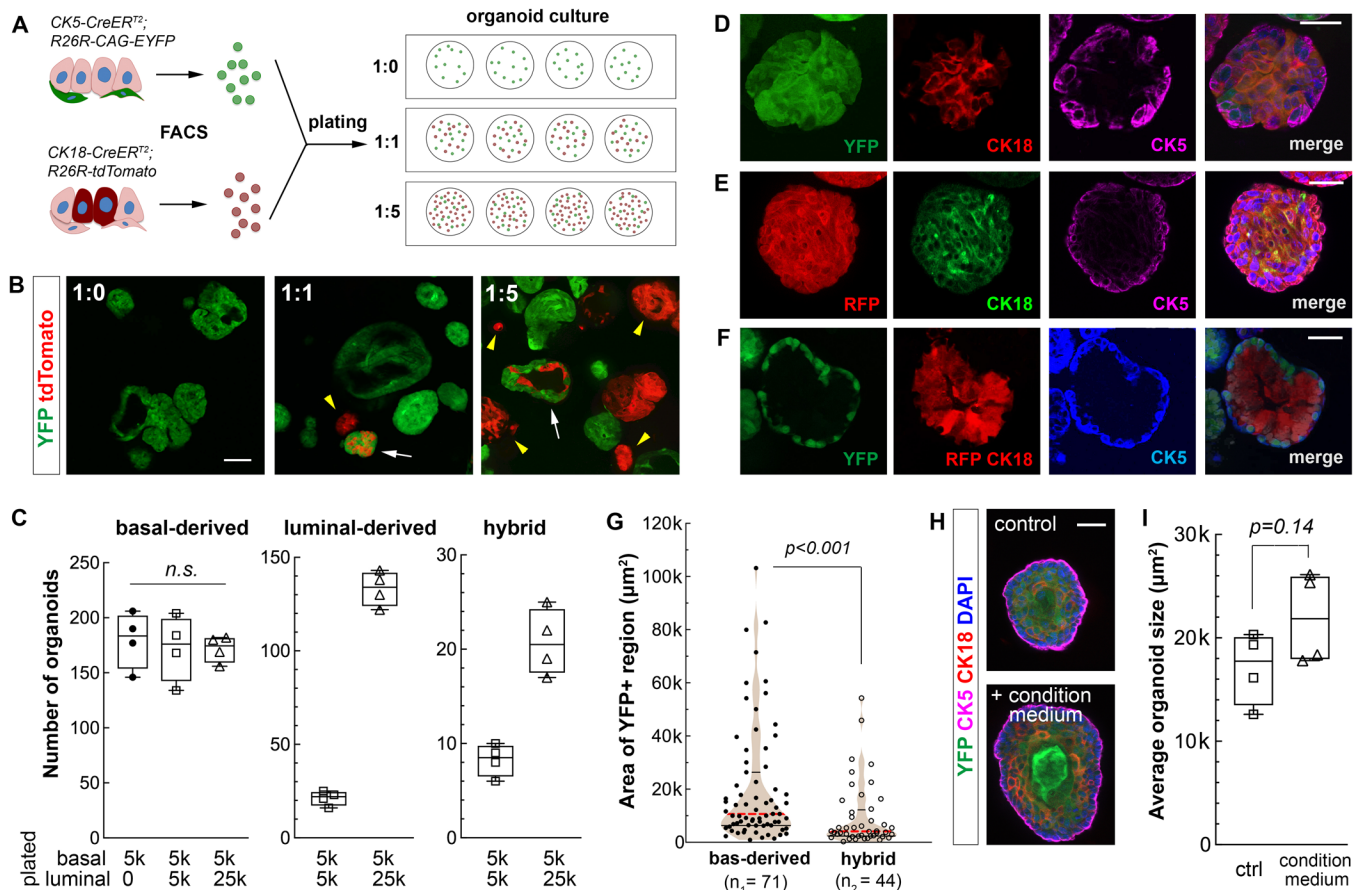 A
CK5-CreERT2;
R26R-CAG-EYFP
FACS
CK18-CreERT2;
R26R-tdTomato
plating
organoid culture
1:0
1:1
1:5
B
YFP tdTomato
1:0
1:1
1:5
C
basal-derived
luminal-derived
hybrid
Number of organoids
n.s.
250
200
150
100
50
0
150
100
50
0
30
20
10
0
plated
basal 5k 5k 5k 5k 5k 5k 5k
luminal 0 5k 25k 5k 25k 5k 25k
D
YFP
CK18
CK5
merge
E
RFP
CK18
CK5
merge
F
YFP
RFP CK18
CK5
merge
G
Area of YFP+ region (µm²)
120k
100k
80k
60k
40k
20k
0
p<0.001
bas-derived
(n₁= 71)
hybrid
(n₂= 44)
H
YFP CK5 CK18 DAPI
control
+ condition
medium
I
Average organoid size (µm²)
30k
20k
10k
0
p=0.14
ctrl
condition
medium